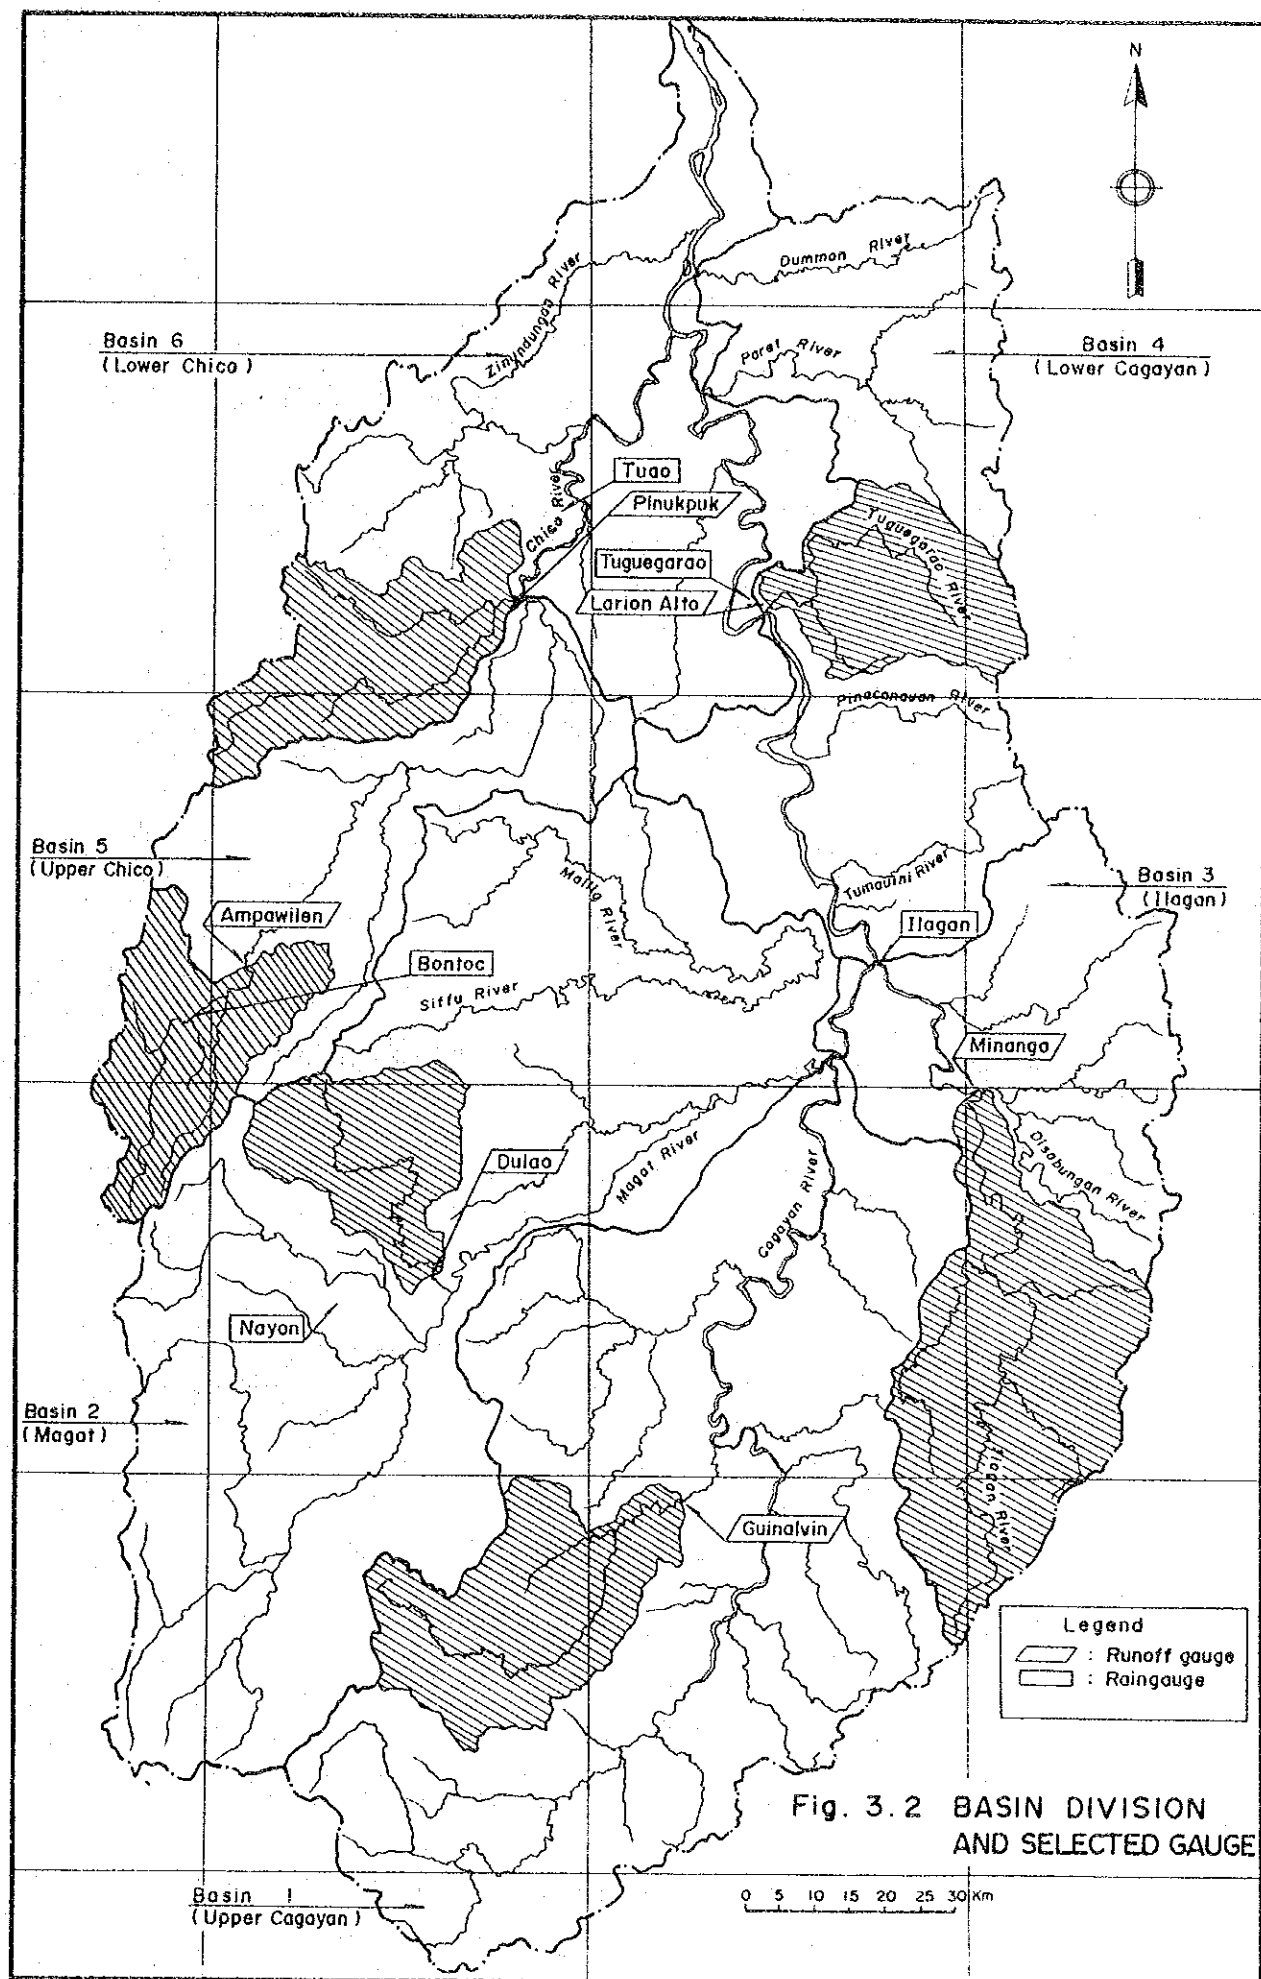 N
Dummon River
Zinundungan River
Basin 6
(Lower Chico)
Paret River
Basin 4
(Lower Cagayan)
Tuao
Pinukpuk
Chico River
Tuguegarao
Larion Alto
Tuguegarao River
Pinacanauan River
Basin 5
(Upper Chico)
Mallig River
Tumauini River
Basin 3
(Ilagan)
Ampawilen
Ilagan
Bontoc
Siffu River
Minanga
Disabungan River
Dulao
Magat River
Cagayan River
Nayon
Basin 2
(Magat)
Ilagan River
Guinalvin
Legend
: Runoff gauge
: Raingauge
Fig. 3.2 BASIN DIVISION
AND SELECTED GAUGE
Basin 1
(Upper Cagayan)
0 5 10 15 20 25 30 Km